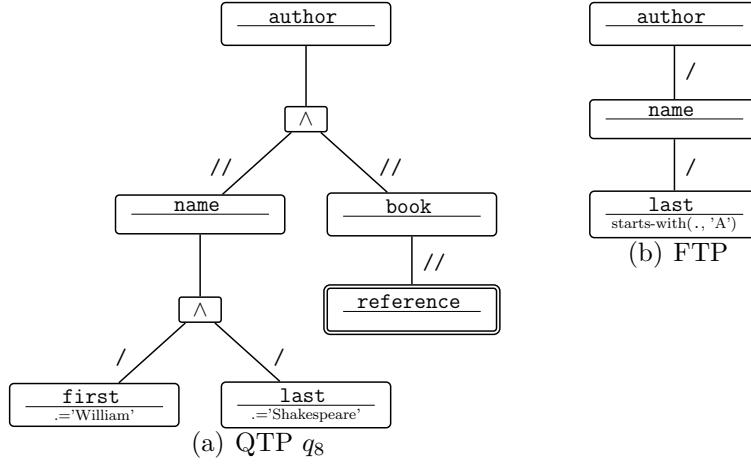 author
∧
//
//
name
book
//
∧
reference
/
/
first
.='William'
last
.='Shakespeare'
(a) QTP q8
author
/
name
/
last
starts-with(., 'A')
(b) FTP